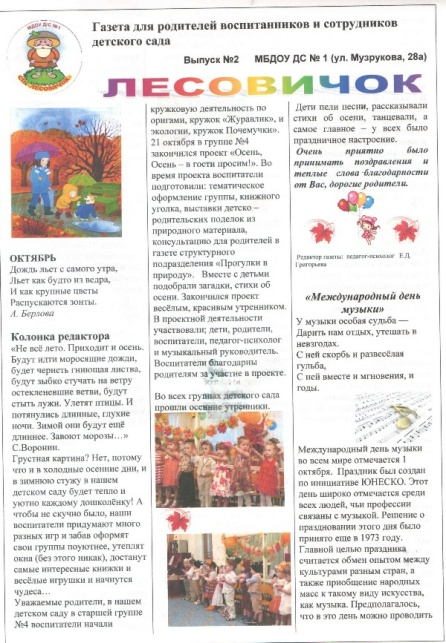 Газета для родителей воспитанников и сотрудников
детского сада
МБДОУ Д/С № 1
Выпуск №2 МБДОУ ДС № 1 (ул. Музрукова, 28а)
ЛЕСОВИЧОК
ОКТЯБРЬ
Дождь льет с самого утра,
Льет как будто из ведра,
И как крупные цветы
Распускаются зонты.
А. Берлова
Колонка редактора
«Не всё лето. Приходит и осень.
Будут идти моросящие дожди,
будет чернеть гниющая листва,
будут зыбко стучать на ветру
остекленевшие ветви, будут
стыть лужи. Улетят птицы. И
потянулись длинные, глухие
ночи. Зимой они будут ещё
длиннее. Завоют морозы…»
С.Воронин.
Грустная картина? Нет, потому
что и в холодные осенние дни, и
в зимнюю стужу в нашем
детском саду будет тепло и
уютно каждому дошколёнку! А
чтобы не скучно было, наши
воспитатели придумают много
разных игр и забав оформят
свои группы поуютнее, утеплят
окна (без этого никак), достанут
самые интересные книжки и
весёлые игрушки и начнутся
чудеса…
Уважаемые родители, в нашем
детском саду в старшей группе
№4 воспитатели начали
кружковую деятельность по
оригами, кружок «Журавлик», и
экологии, кружок Почемучки».
21 октября в группе №4
закончился проект «Осень,
Осень – в гости просим!». Во
время проекта воспитатели
подготовили: тематическое
оформление группы, книжного
уголка, выставки детско –
родительских поделок из
природного материала,
консультацию для родителей в
газете структурного
подразделения «Прогулки в
природу». Вместе с детьми
подобрали загадки, стихи об
осени. Закончился проект
весёлым, красивым утренником.
В проектной деятельности
участвовали; дети, родители,
воспитатели, педагог-психолог
и музыкальный руководитель.
Воспитатели благодарны
родителям за участие в проекте.
Во всех группах детского сада
прошли осенние утренники.
Дети пели песни, рассказывали
стихи об осени, танцевали, а
самое главное – у всех было
праздничное настроение.
Очень приятно было
принимать поздравления и
теплые слова благодарности
от Вас, дорогие родители.
Редактор газеты: педагог-психолог Е.Д.
Григорьева
«Международный день
музыки»
У музыки особая судьба —
Дарить нам отдых, утешать в
невзгодах.
С ней скорбь и развесёлая
гульба,
С ней вместе и мгновения, и
годы.
Международный день музыки
во всем мире отмечается 1
октября. Праздник был создан
по инициативе ЮНЕСКО. Этот
день широко отмечается среди
всех людей, чьи профессии
связаны с музыкой. Решение о
праздновании этого дня было
принято еще в 1973 году.
Главной целью праздника
считается обмен опытом между
культурами разным стран, а
также приобщение народных
масс к такому виду искусства,
как музыка. Предполагалось,
что в это день можно проводить